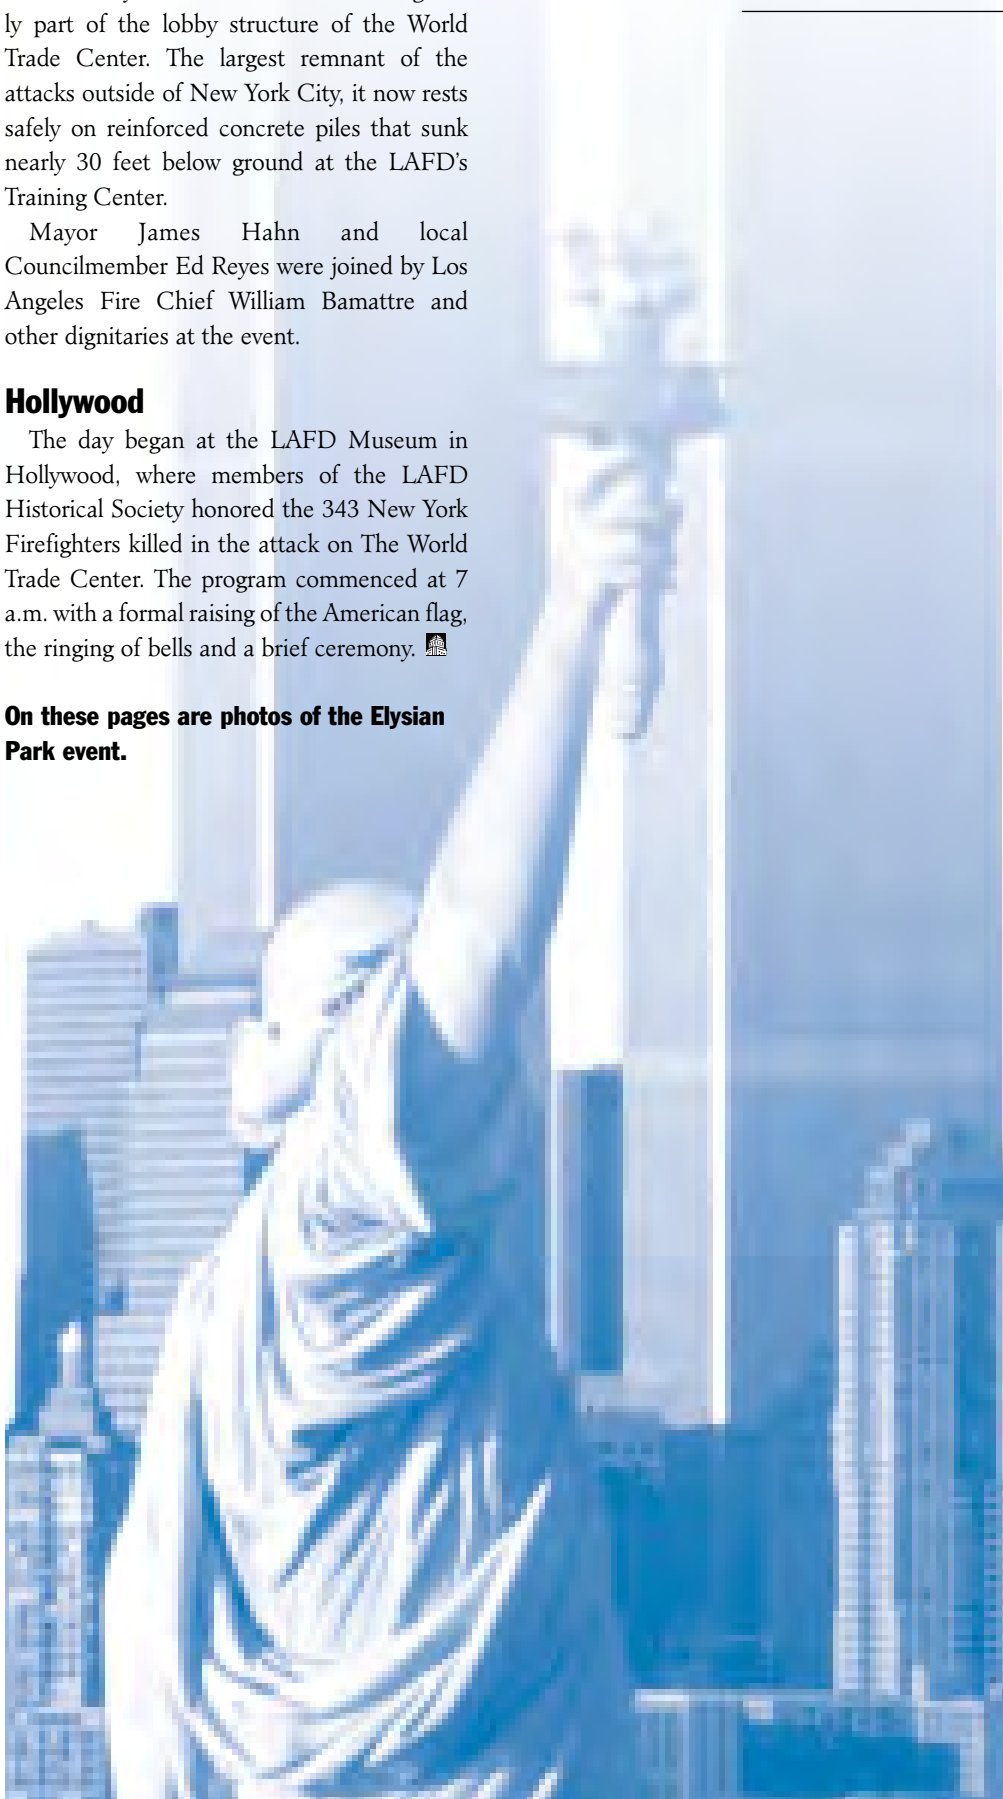 ly part of the lobby structure of the World
Trade Center. The largest remnant of the
attacks outside of New York City, it now rests
safely on reinforced concrete piles that sunk
nearly 30 feet below ground at the LAFD's
Training Center.
Mayor James Hahn and local
Councilmember Ed Reyes were joined by Los
Angeles Fire Chief William Bamattre and
other dignitaries at the event.
Hollywood
The day began at the LAFD Museum in
Hollywood, where members of the LAFD
Historical Society honored the 343 New York
Firefighters killed in the attack on The World
Trade Center. The program commenced at 7
a.m. with a formal raising of the American flag,
the ringing of bells and a brief ceremony.
On these pages are photos of the Elysian
Park event.